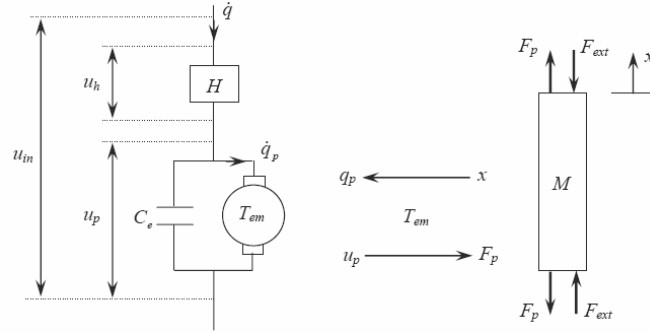 q̇
F_p
F_ext
x
u_h
H
u_in
q̇_p
u_p
C_e
T_em
q_p
x
M
T_em
u_p
F_p
F_p
F_ext